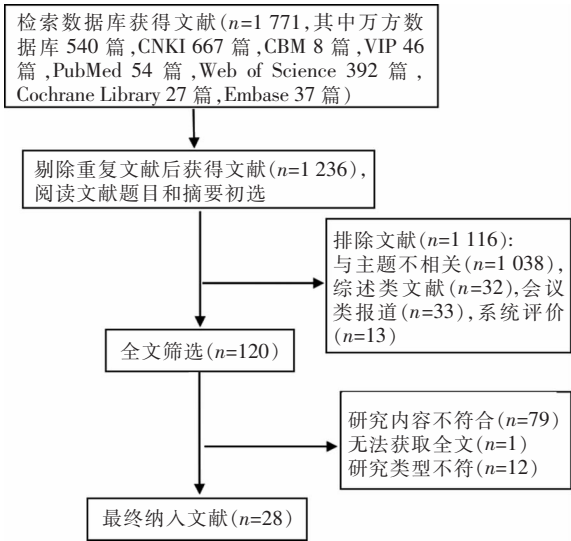 检索数据库获得文献(n=1 771,其中万方数
据库 540 篇,CNKI 667 篇,CBM 8 篇,VIP 46
篇,PubMed 54 篇,Web of Science 392 篇,
Cochrane Library 27 篇,Embase 37 篇)
剔除重复文献后获得文献(n=1 236),
阅读文献题目和摘要初选
排除文献(n=1 116):
与主题不相关(n=1 038),
综述类文献(n=32),会议
类报道(n=33),系统评价
(n=13)
全文筛选(n=120)
研究内容不符合(n=79)
无法获取全文(n=1)
研究类型不符(n=12)
最终纳入文献(n=28)